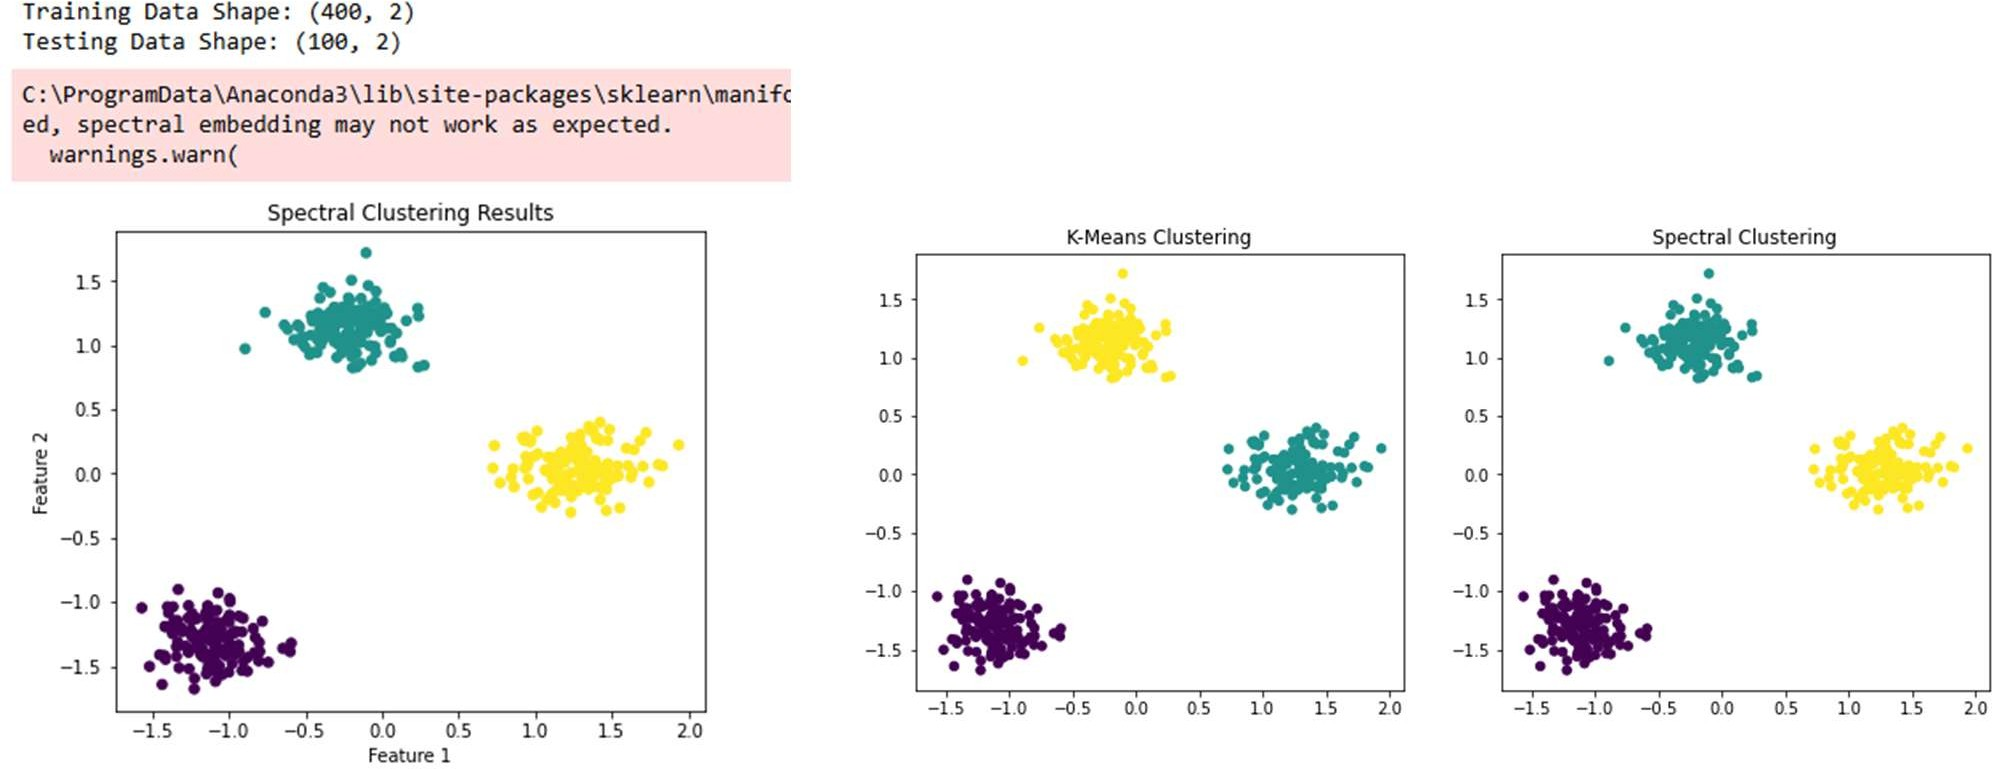 Training Data Shape: (400, 2)
Testing Data Shape: (100, 2)
C:\ProgramData\Anaconda3\lib\site-packages\sklearn\manifo
ed, spectral embedding may not work as expected.
warnings.warn(
Spectral Clustering Results
1.5
1.0
0.5
0.0
−0.5
−1.0
−1.5
Feature 2
−1.5 −1.0 −0.5 0.0 0.5 1.0 1.5 2.0
Feature 1
K-Means Clustering
1.5
1.0
0.5
0.0
−0.5
−1.0
−1.5
−1.5 −1.0 −0.5 0.0 0.5 1.0 1.5 2.0
Spectral Clustering
1.5
1.0
0.5
0.0
−0.5
−1.0
−1.5
−1.5 −1.0 −0.5 0.0 0.5 1.0 1.5 2.0